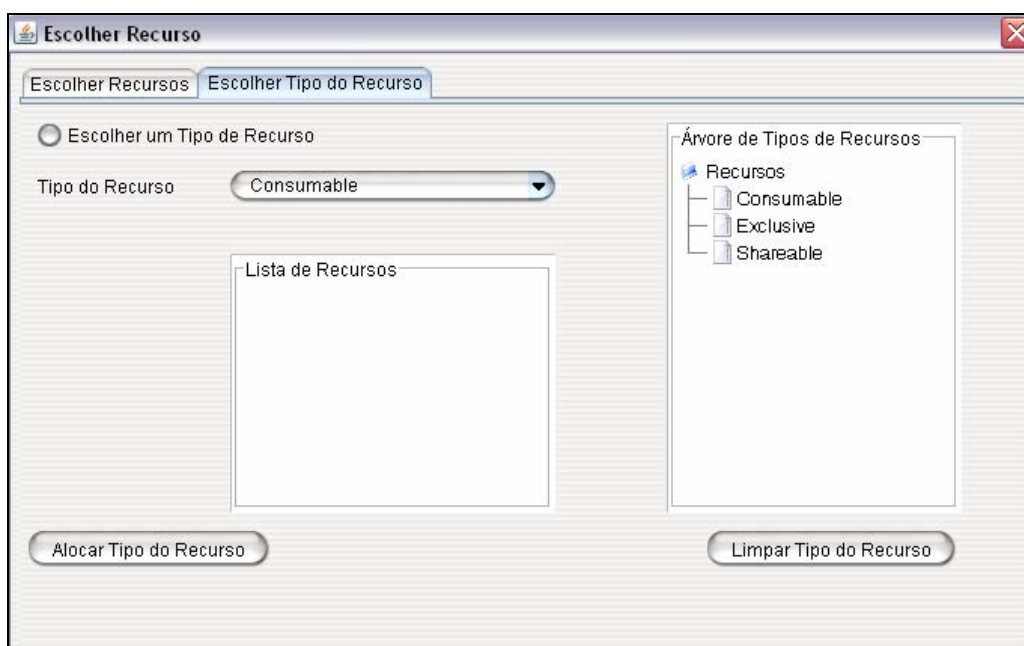 Escolher Recurso
Escolher Recursos
Escolher Tipo do Recurso
Escolher um Tipo de Recurso
Tipo do Recurso
Consumable
Lista de Recursos
Árvore de Tipos de Recursos
Recursos
Consumable
Exclusive
Shareable
Alocar Tipo do Recurso
Limpar Tipo do Recurso